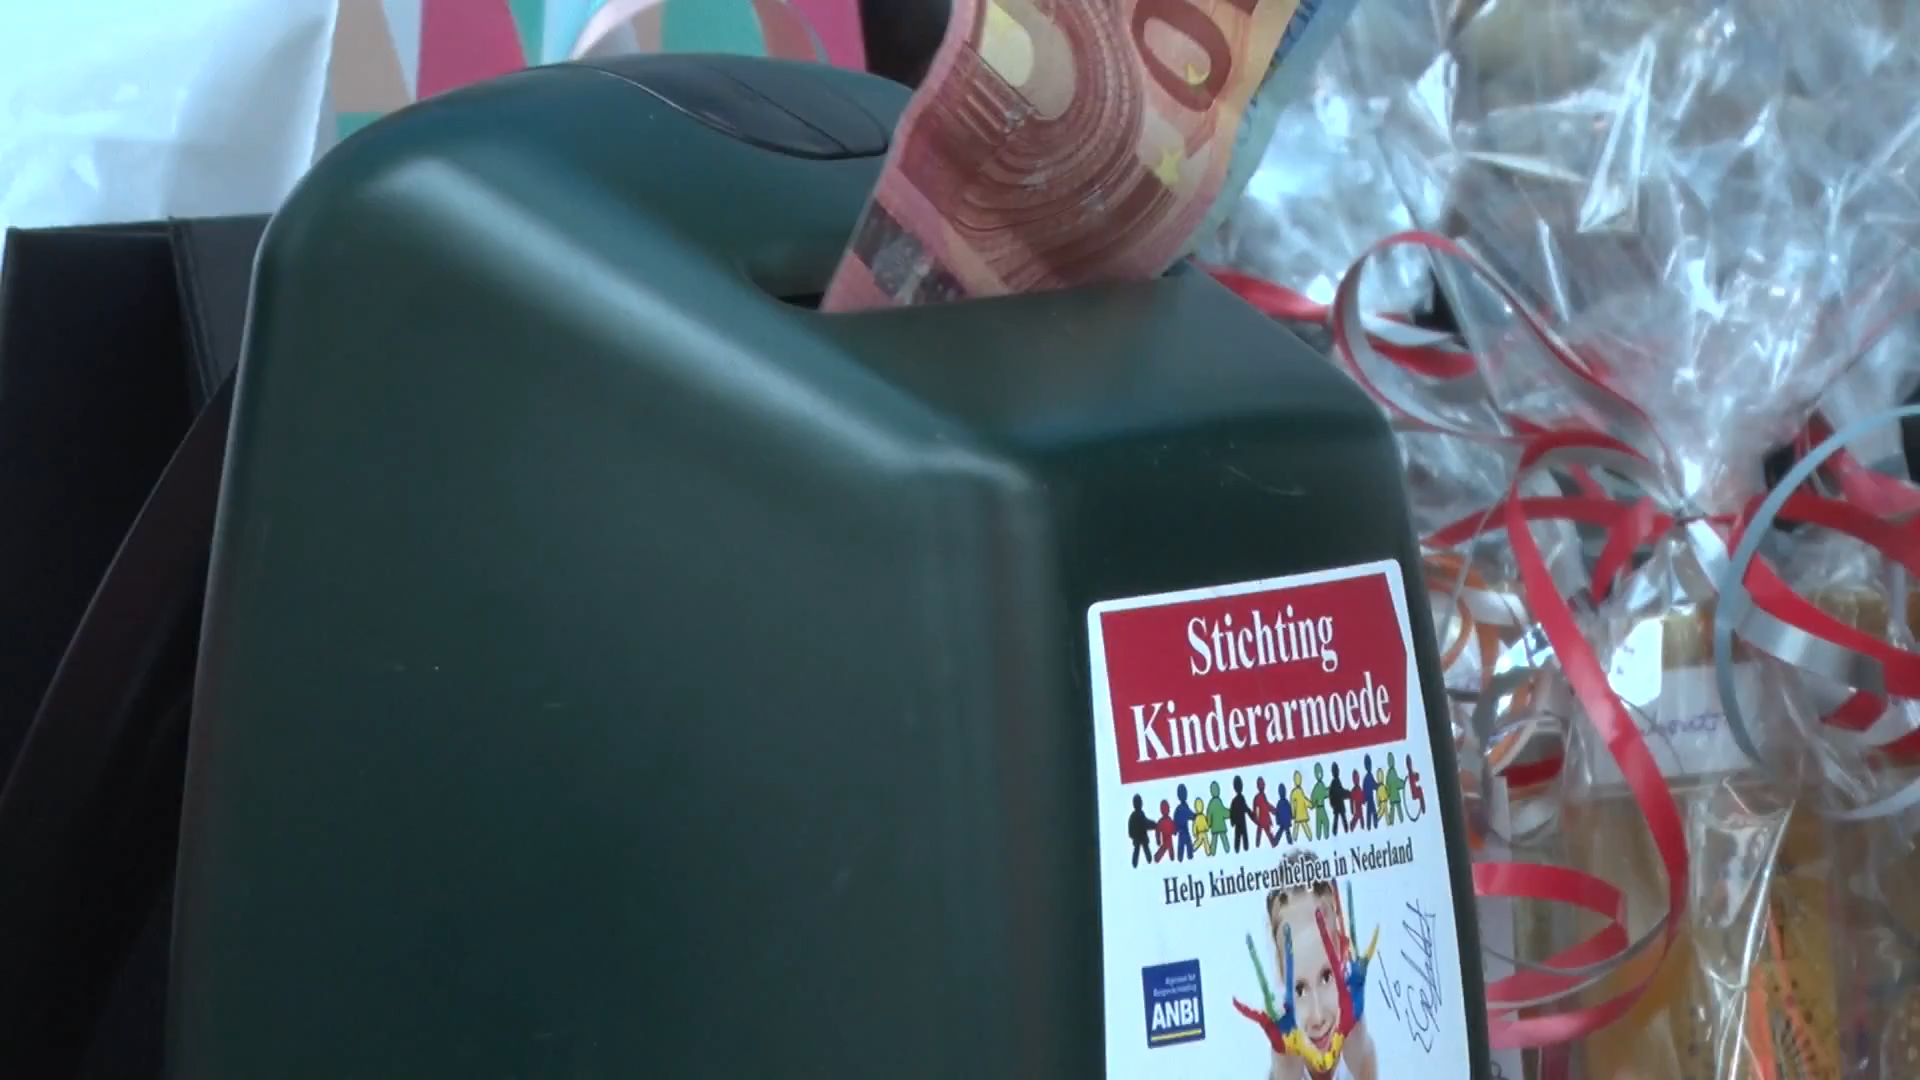 Stichting
Kinderarmoede
Help kinderen helpen in Nederland
ANBI